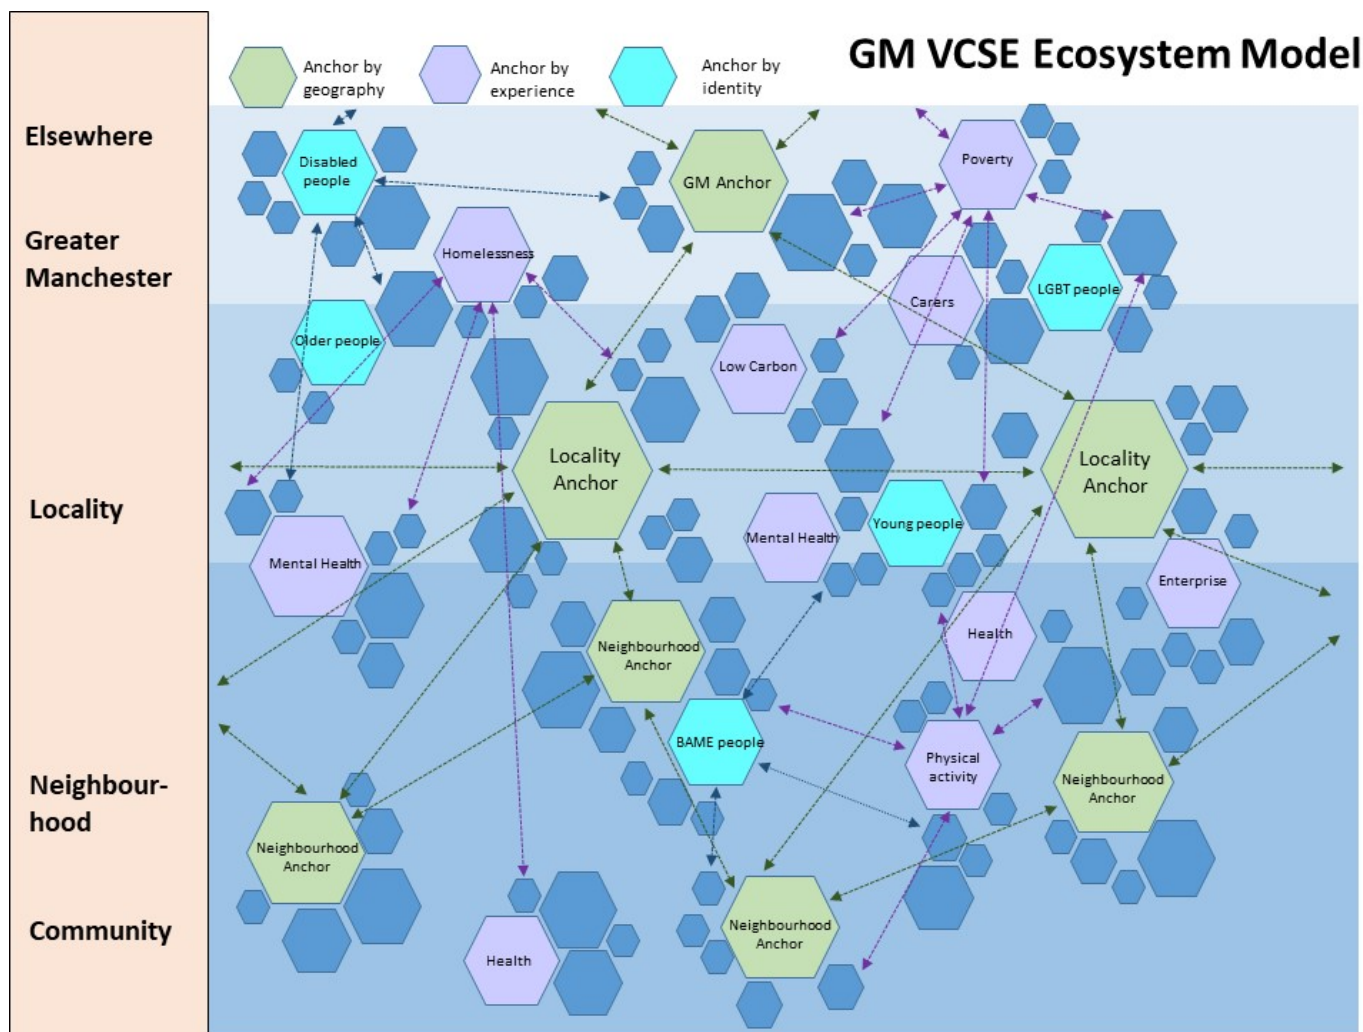 GM VCSE Ecosystem Model
Anchor by
geography
Anchor by
experience
Anchor by
identity
Elsewhere
Greater
Manchester
Locality
Neighbour-
hood
Community
Disabled
people
GM Anchor
Poverty
Homelessness
Carers
LGBT people
Older people
Low Carbon
Locality
Anchor
Locality
Anchor
Mental Health
Mental Health
Young people
Enterprise
Health
Neighbourhood
Anchor
BAME people
Physical
activity
Neighbourhood
Anchor
Neighbourhood
Anchor
Neighbourhood
Anchor
Health